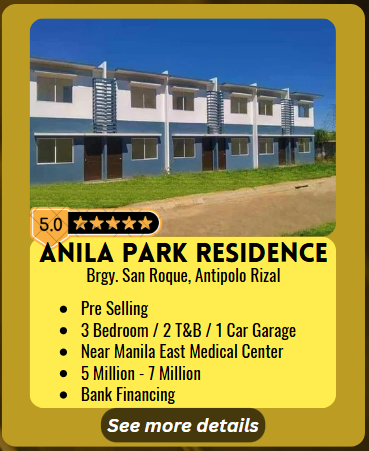 5.0
ANILA PARK RESIDENCE
Brgy. San Roque, Antipolo Rizal
• Pre Selling
• 3 Bedroom / 2 T&B / 1 Car Garage
• Near Manila East Medical Center
• 5 Million - 7 Million
• Bank Financing
See more details